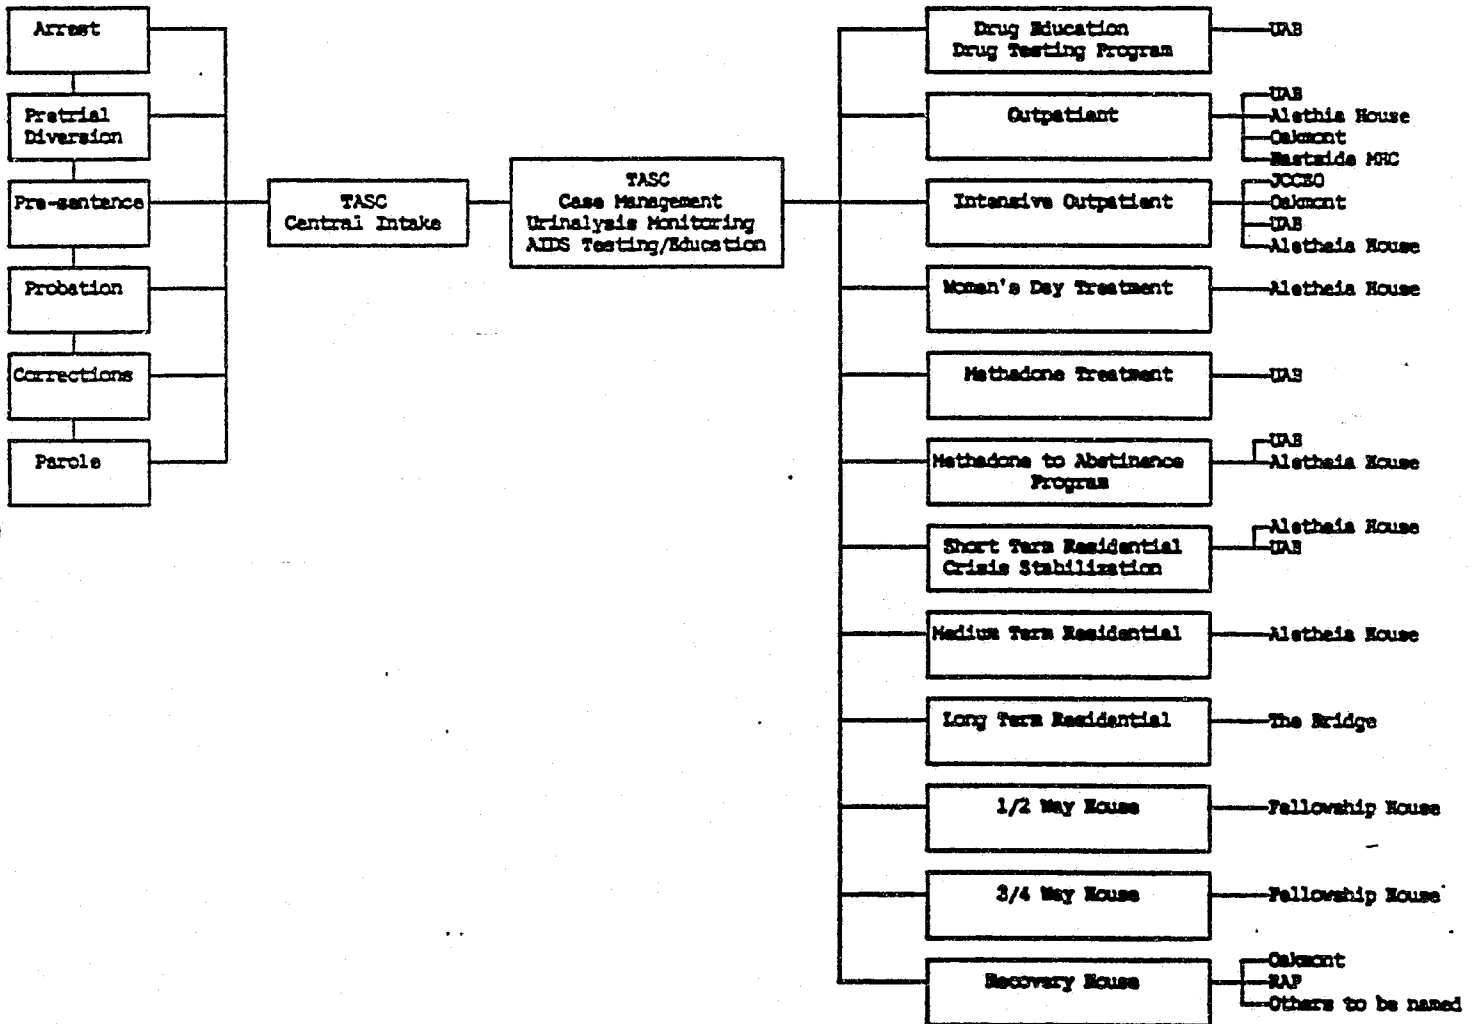 Arrest
Pretrial
Diversion
Pre-sentence
Probation
Corrections
Parole
TASC
Central Intake
TASC
Case Management
Urinalysis Monitoring
AIDS Testing/Education
Drug Education
Drug Testing Program
UAB
Outpatient
UAB
Alethia House
Oakmont
Eastside MHC
Intensive Outpatient
JCCEO
Oakmont
UAB
Aletheia House
Women's Day Treatment
Aletheia House
Methadone Treatment
UAB
Methadone to Abstinence
Program
UAB
Aletheia House
Short Term Residential
Crisis Stabilization
Aletheia House
UAB
Medium Term Residential
Aletheia House
Long Term Residential
The Bridge
1/2 Way House
Fellowship House
3/4 Way House
Fellowship House
Recovery House
Oakmont
RAP
Others to be named